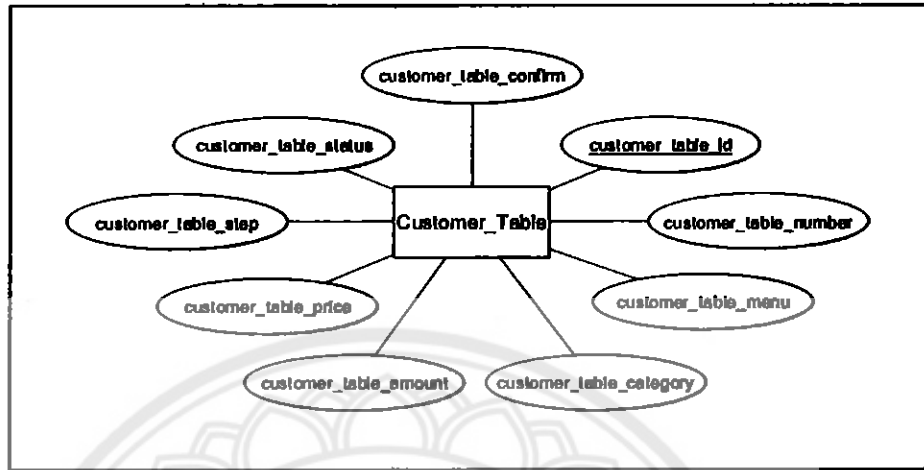 customer_table_confirm
customer_table_status
customer_table_id
customer_table_step
Customer_Table
customer_table_number
customer_table_price
customer_table_menu
customer_table_amount
customer_table_category